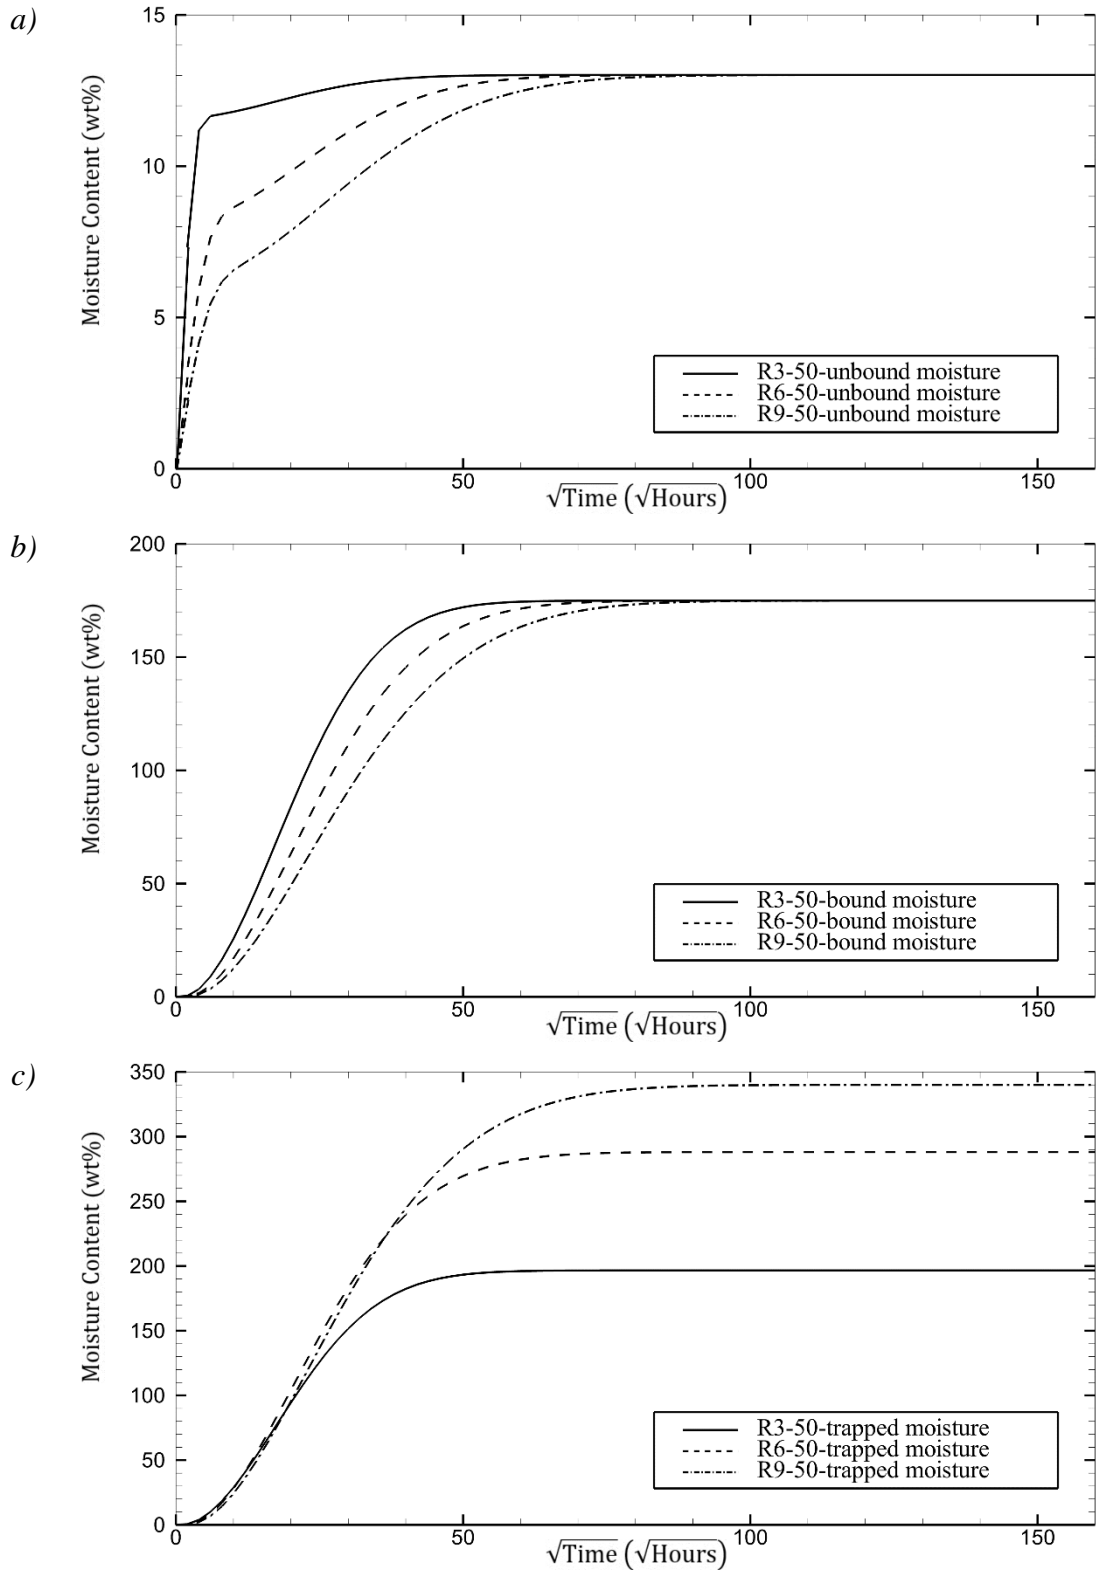 a)
15
10
5
0
Moisture Content (wt%)
R3-50-unbound moisture
R6-50-unbound moisture
R9-50-unbound moisture
0
50
100
150
√Time (√Hours)
b)
200
150
100
50
0
Moisture Content (wt%)
R3-50-bound moisture
R6-50-bound moisture
R9-50-bound moisture
0
50
100
150
√Time (√Hours)
c)
350
300
250
200
150
100
50
0
Moisture Content (wt%)
R3-50-trapped moisture
R6-50-trapped moisture
R9-50-trapped moisture
0
50
100
150
√Time (√Hours)